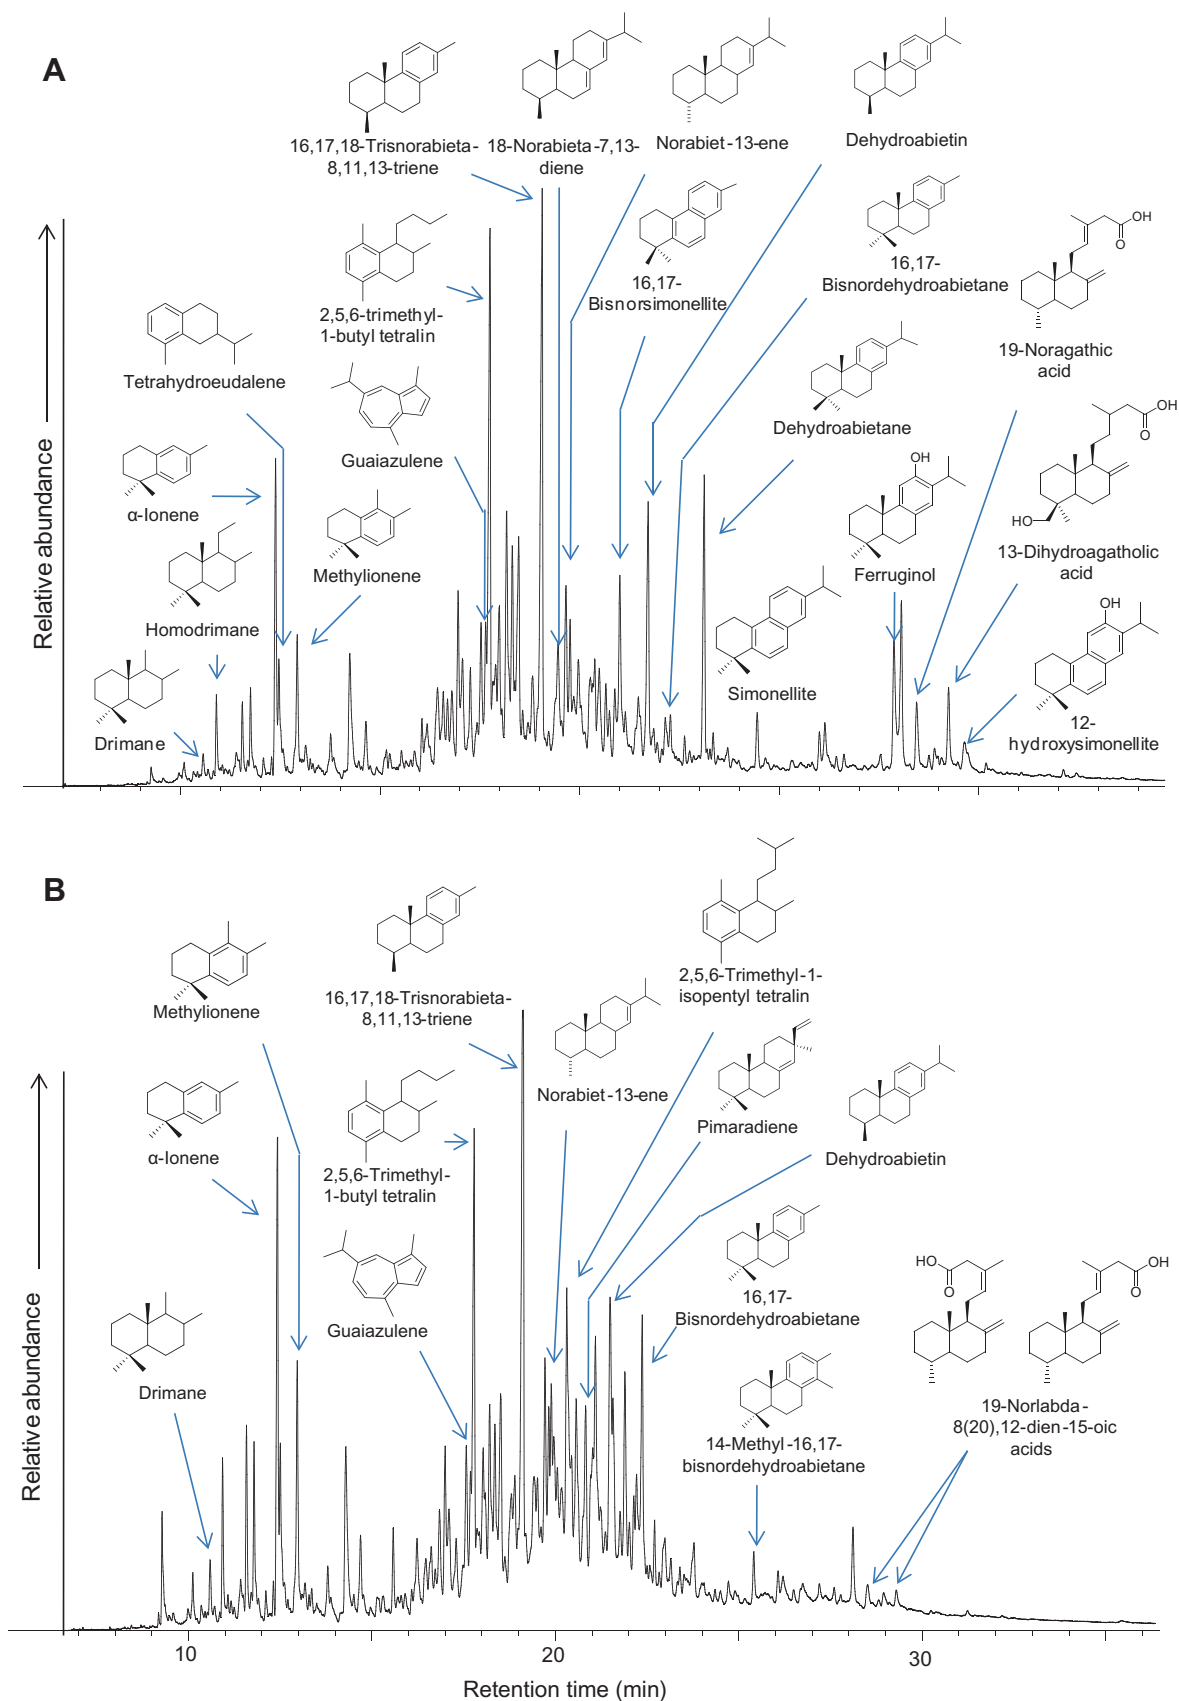 A
16,17,18-Trisnorabieta-
8,11,13-triene
18-Norabieta-7,13-
diene
Norabiet-13-ene
Dehydroabietin
2,5,6-trimethyl-
1-butyl tetralin
16,17-
Bisnorsimonellite
16,17-
Bisnordehydroabietane
OH
O
19-Noragathic
acid
Tetrahydroeudalene
Guaiazulene
Dehydroabietane
OH
O
HO
13-Dihydroagatholic
acid
α-Ionene
Methylionene
OH
Ferruginol
Homodrimane
Simonellite
OH
12-
hydroxysimonellite
Drimane
Relative abundance
B
Methylionene
16,17,18-Trisnorabieta-
8,11,13-triene
2,5,6-Trimethyl-1-
isopentyl tetralin
Norabiet-13-ene
Pimaradiene
Dehydroabietin
α-Ionene
2,5,6-Trimethyl-
1-butyl tetralin
16,17-
Bisnordehydroabietane
HO
O
OH
O
Guaiazulene
Drimane
14-Methyl-16,17-
bisnordehydroabietane
19-Norlabda-
8(20),12-dien-15-oic
acids
Relative abundance
10
20
30
Retention time (min)